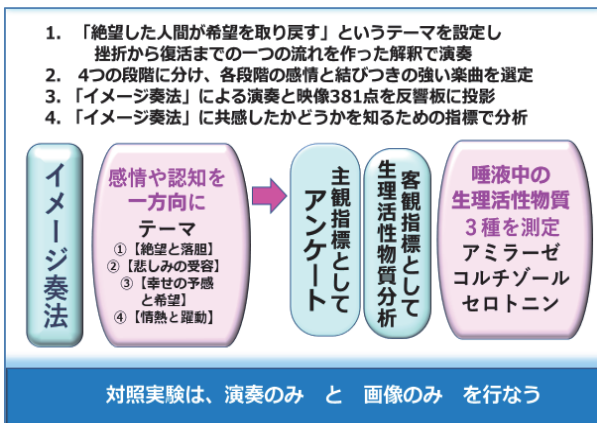 1. 「絶望した人間が希望を取り戻す」というテーマを設定し
挫折から復活までの一つの流れを作った解釈で演奏
2. 4つの段階に分け、各段階の感情と結びつきの強い楽曲を選定
3. 「イメージ奏法」による演奏と映像381点を反響板に投影
4. 「イメージ奏法」に共感したかどうかを知るための指標で分析
イメージ奏法
感情や認知を
一方向に
テーマ
①【絶望と落胆】
②【悲しみの受容】
③【幸せの予感
と希望】
④【情熱と躍動】
主観指標として
アンケート
客観指標として
生理活性物質分析
唾液中の
生理活性物質
3種を測定
アミラーゼ
コルチゾール
セロトニン
対照実験は、演奏のみ と 画像のみ を行なう